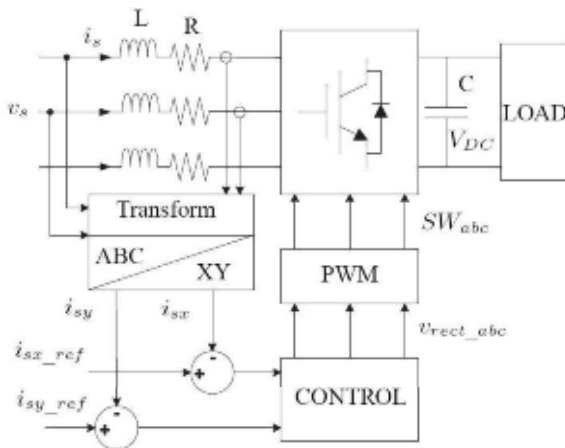 L R
i_s
v_s
C
V_DC
LOAD
Transform
ABC
XY
SW_abc
PWM
i_sy
i_sx
v_rect_abc
i_sx_ref
-
+
CONTROL
i_sy_ref
-
+